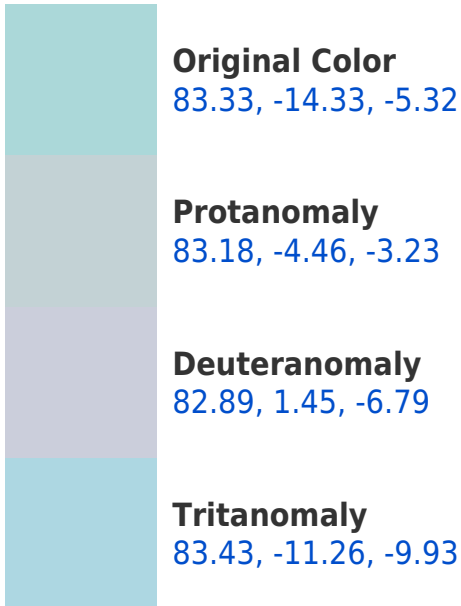 Original Color
83.33, -14.33, -5.32
Protanomaly
83.18, -4.46, -3.23
Deuteranomaly
82.89, 1.45, -6.79
Tritanomaly
83.43, -11.26, -9.93